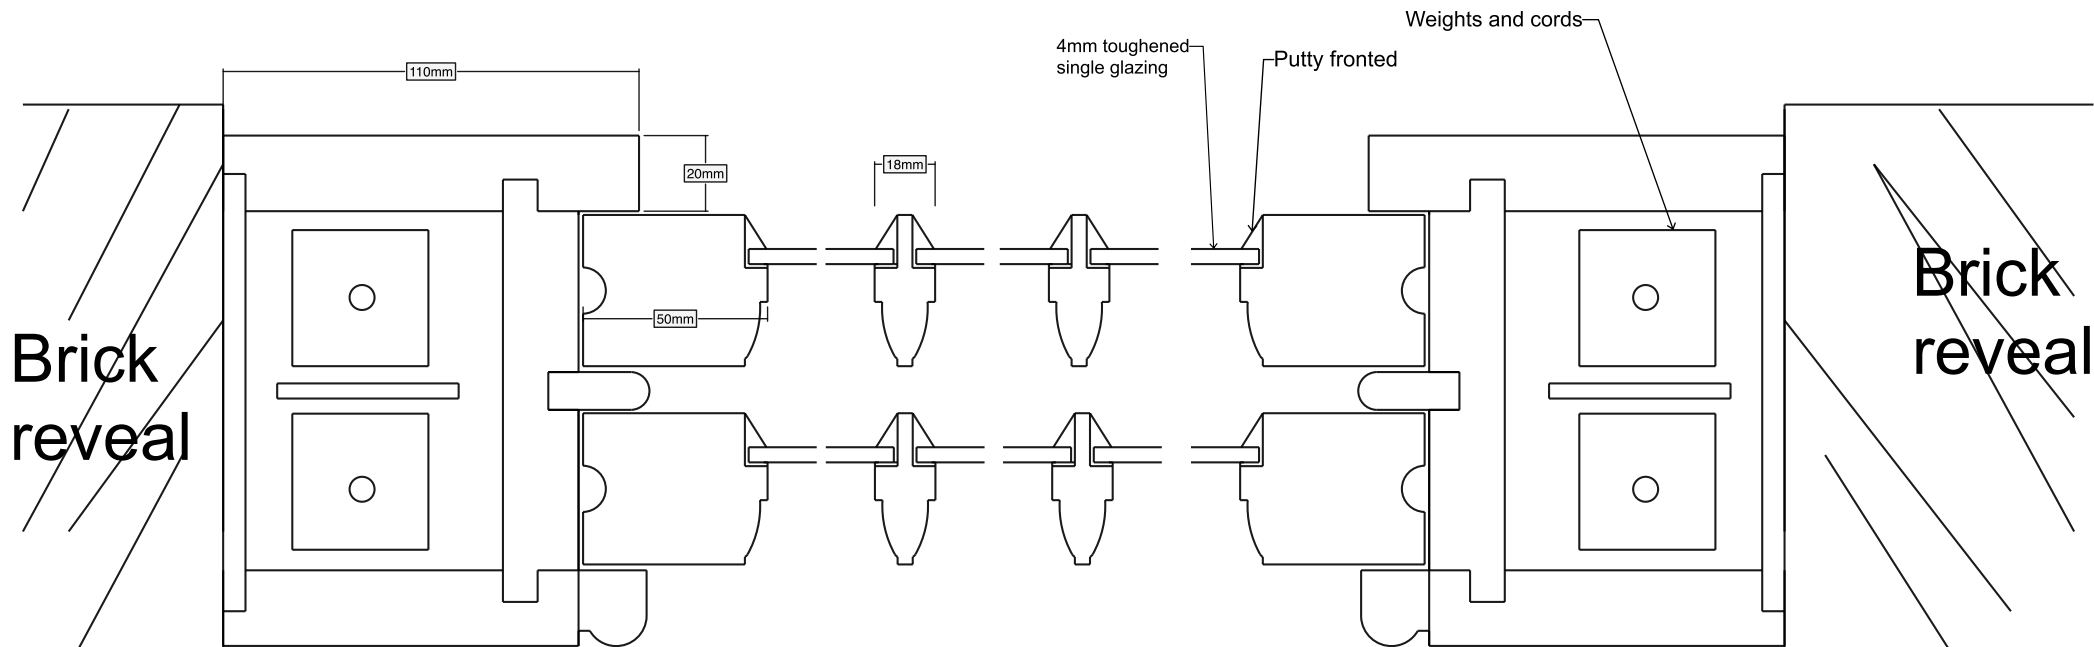 Weights and cords
4mm toughened
single glazing
Putty fronted
110mm
18mm
20mm
50mm
Brick
reveal
Brick
reveal